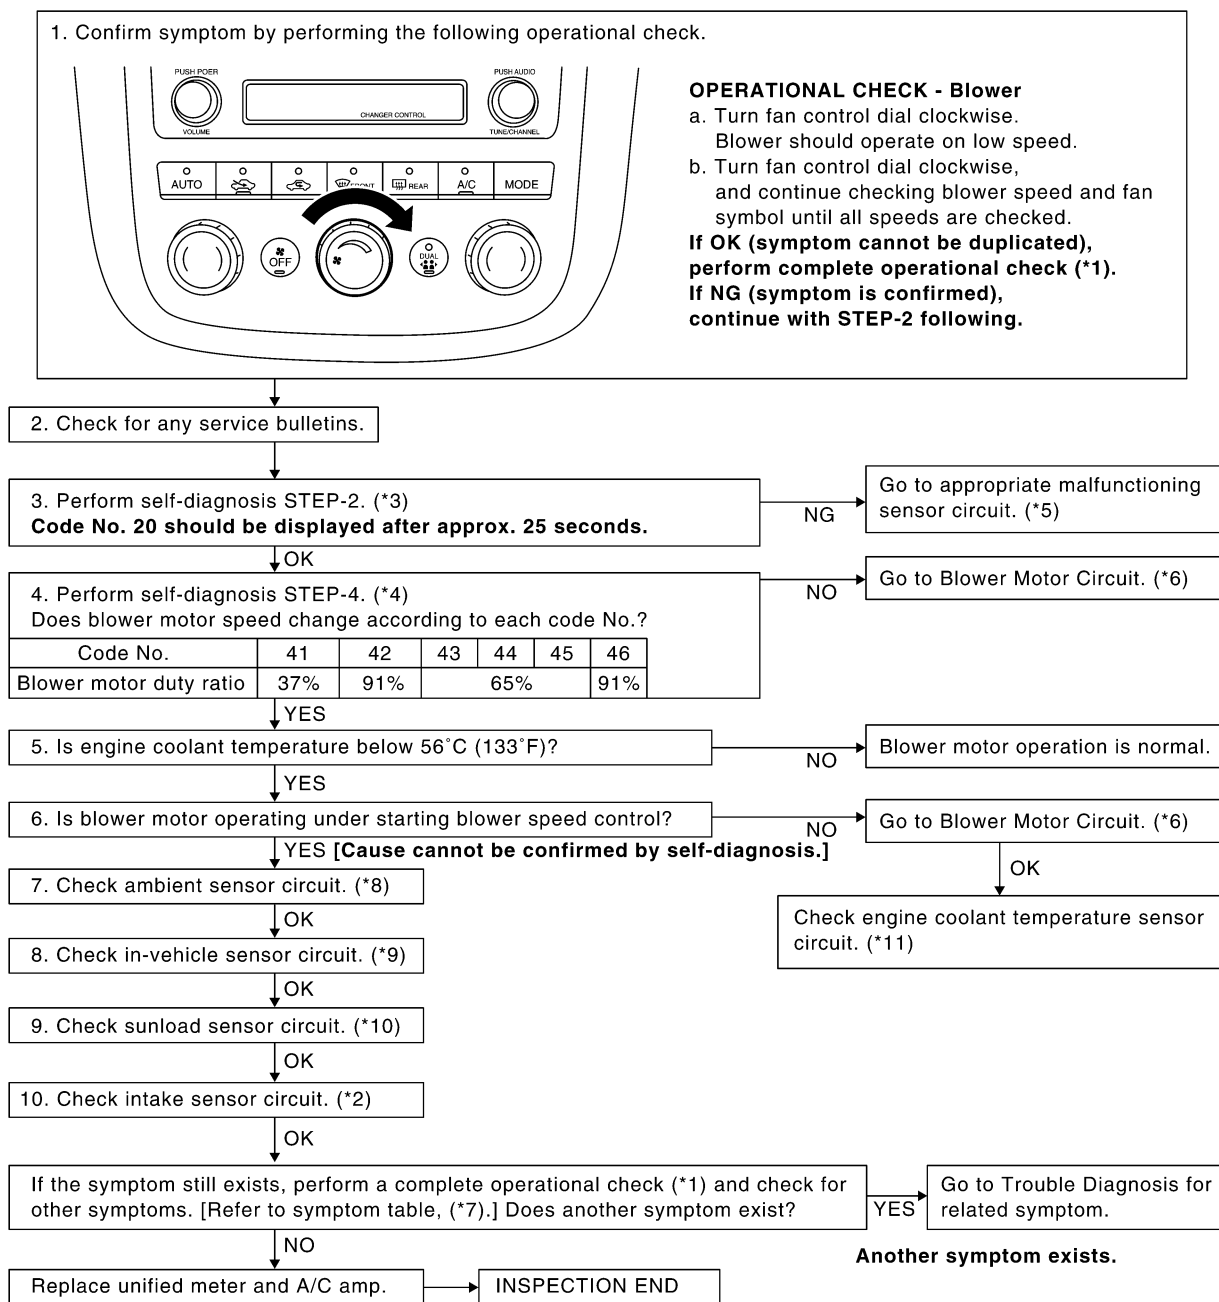 1. Confirm symptom by performing the following operational check.
PUSH POER
PUSH AUDIO
CHANGER CONTROL
VOLUME
TUNE/CHANNEL
AUTO
FRONT
REAR
A/C
MODE
OFF
DUAL
OPERATIONAL CHECK - Blower
a. Turn fan control dial clockwise.
Blower should operate on low speed.
b. Turn fan control dial clockwise,
and continue checking blower speed and fan
symbol until all speeds are checked.
If OK (symptom cannot be duplicated),
perform complete operational check (*1).
If NG (symptom is confirmed),
continue with STEP-2 following.
2. Check for any service bulletins.
3. Perform self-diagnosis STEP-2. (*3)
Code No. 20 should be displayed after approx. 25 seconds.
NG
Go to appropriate malfunctioning
sensor circuit. (*5)
OK
4. Perform self-diagnosis STEP-4. (*4)
Does blower motor speed change according to each code No.?
Code No. 41 42 43 44 45 46
Blower motor duty ratio 37% 91% 65% 91%
NO
Go to Blower Motor Circuit. (*6)
YES
5. Is engine coolant temperature below 56˚C (133˚F)?
NO
Blower motor operation is normal.
YES
6. Is blower motor operating under starting blower speed control?
NO
Go to Blower Motor Circuit. (*6)
OK
Check engine coolant temperature sensor
circuit. (*11)
YES [Cause cannot be confirmed by self-diagnosis.]
7. Check ambient sensor circuit. (*8)
OK
8. Check in-vehicle sensor circuit. (*9)
OK
9. Check sunload sensor circuit. (*10)
OK
10. Check intake sensor circuit. (*2)
OK
If the symptom still exists, perform a complete operational check (*1) and check for
other symptoms. [Refer to symptom table, (*7).] Does another symptom exist?
YES
Go to Trouble Diagnosis for
related symptom.
Another symptom exists.
NO
Replace unified meter and A/C amp.
INSPECTION END